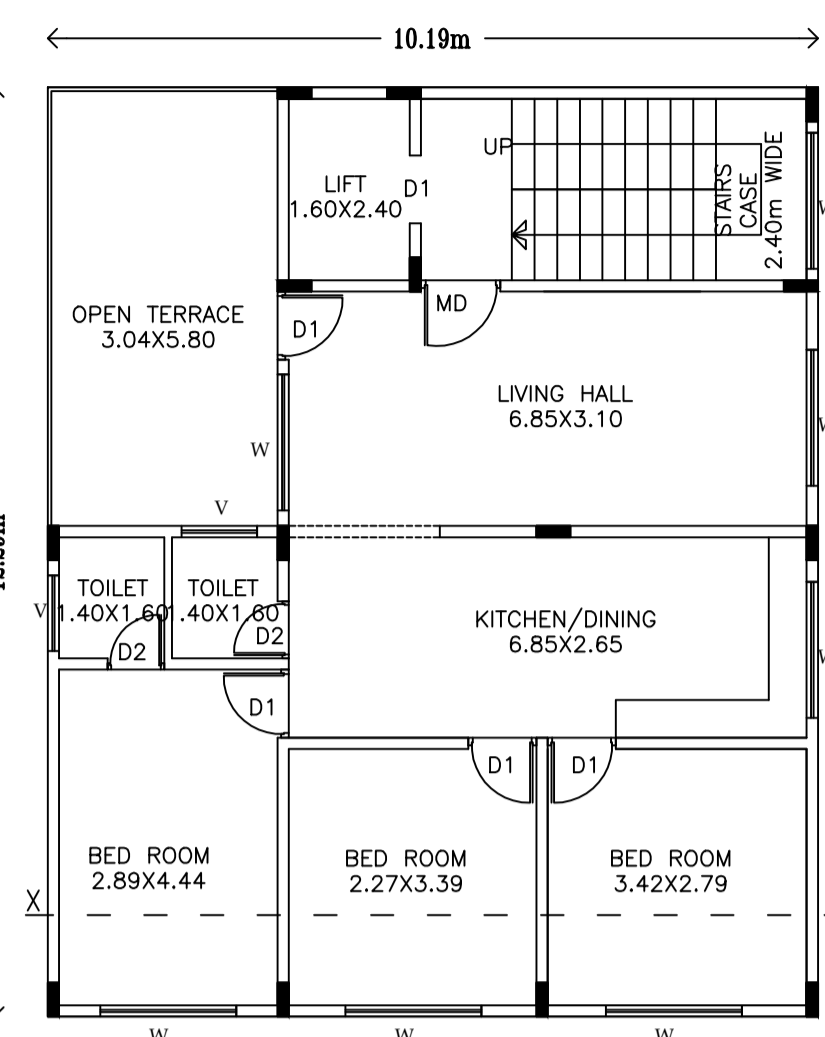 10.19m
UP
LIFT
1.60X2.40
D1
STAIRS
CASE
2.40m WIDE
W
OPEN TERRACE
3.04X5.80
D1
MD
LIVING HALL
6.85X3.10
W
W
V
TOILET
1.40X1.60
TOILET
1.40X1.60
V
D2
D2
KITCHEN/DINING
6.85X2.65
W
D1
D1
D1
BED ROOM
2.89X4.44
BED ROOM
2.27X3.39
BED ROOM
3.42X2.79
X
W
W
W